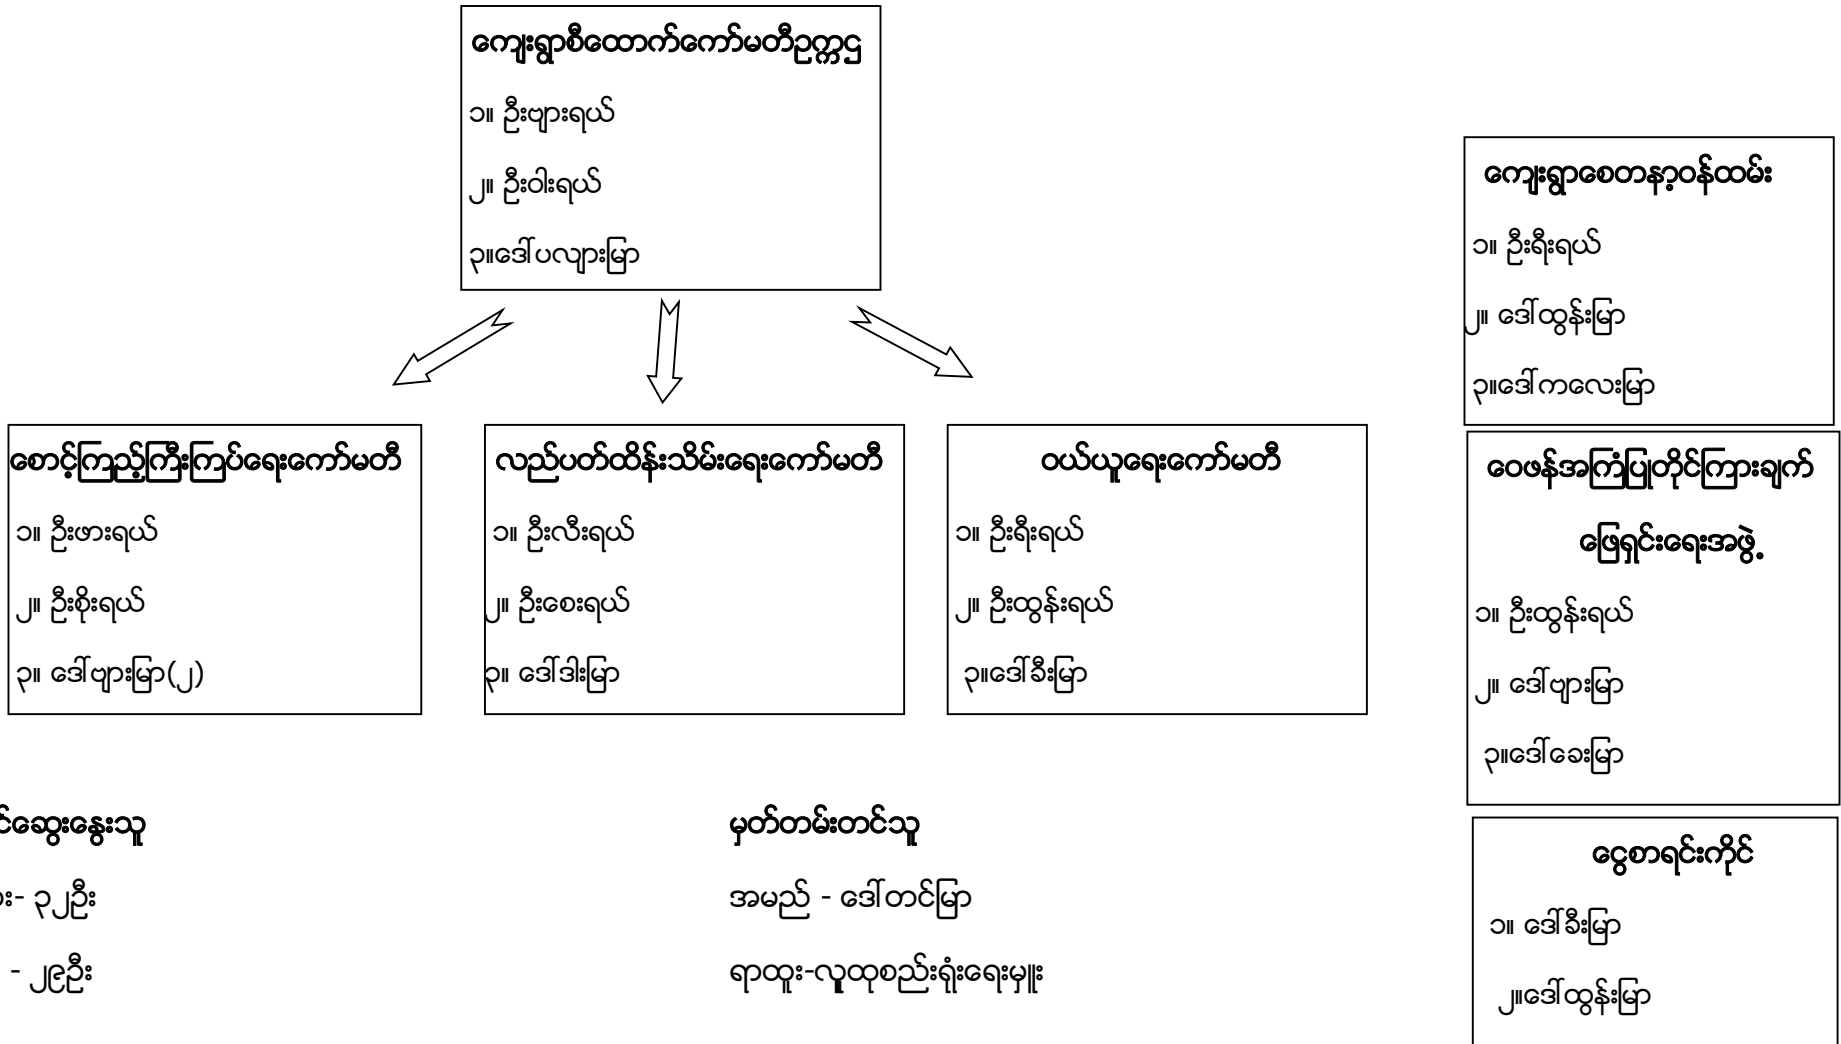 ကျေးရွာစီထောက်ကော်မတီဥက္ကဌ
၁။ ဦးဗျားရယ်
၂။ ဦးဝါးရယ်
၃။ဒေါ်ပလျားမြာ
ကျေးရွာစေတနာ့ဝန်ထမ်း
၁။ ဦးရီးရယ်
၂။ ဒေါ်ထွန်းမြာ
၃။ဒေါ်ကလေးမြာ
စောင့်ကြည့်ကြီးကြပ်ရေးကော်မတီ
၁။ ဦးဖားရယ်
၂။ ဦးစိုးရယ်
၃။ ဒေါ်ဗျားမြာ(၂)
လည်ပတ်ထိန်းသိမ်းရေးကော်မတီ
၁။ ဦးလီးရယ်
၂။ ဦးစေးရယ်
၃။ ဒေါ်ဒါးမြာ
ဝယ်ယူရေးကော်မတီ
၁။ ဦးရီးရယ်
၂။ ဦးထွန်းရယ်
၃။ဒေါ်ခီးမြာ
ဝေဖန်အကြံပြုတိုင်ကြားချက်
ဖြေရှင်းရေးအဖွဲ့
၁။ ဦးထွန်းရယ်
၂။ ဒေါ်ဗျားမြာ
၃။ဒေါ်ခေးမြာ
ဆွေးနွေးသူ
- ၃၂ဦး
- ၂၉ဦး
မှတ်တမ်းတင်သူ
အမည် - ဒေါ်တင်မြာ
ရာထူး-လူထုစည်းရုံးရေးမှူး
ငွေစာရင်းကိုင်
၁။ ဒေါ်ခီးမြာ
၂။ဒေါ်ထွန်းမြာ